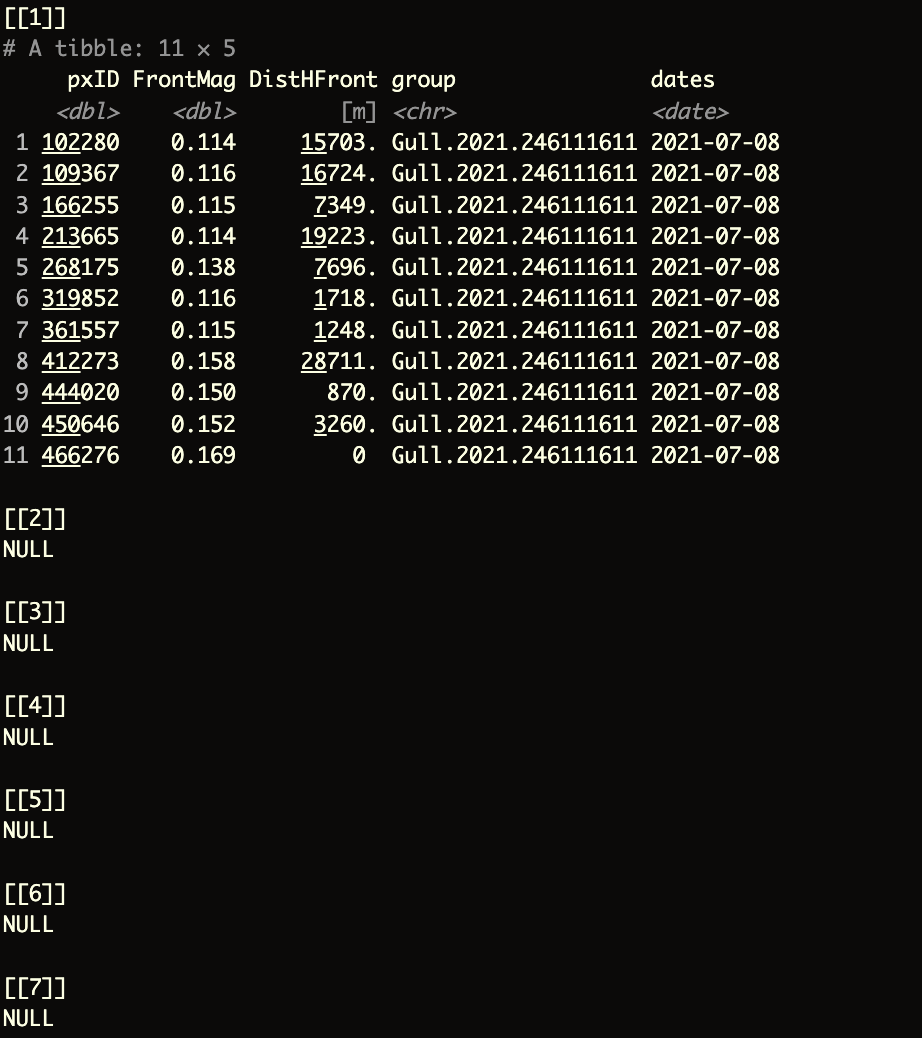 [[1]]
# A tibble: 11 × 5
pxID FrontMag DistHFront group dates
<dbl> <dbl> [m] <chr> <date>
1 102280 0.114 15703. Gull.2021.246111611 2021-07-08
2 109367 0.116 16724. Gull.2021.246111611 2021-07-08
3 166255 0.115 7349. Gull.2021.246111611 2021-07-08
4 213665 0.114 19223. Gull.2021.246111611 2021-07-08
5 268175 0.138 7696. Gull.2021.246111611 2021-07-08
6 319852 0.116 1718. Gull.2021.246111611 2021-07-08
7 361557 0.115 1248. Gull.2021.246111611 2021-07-08
8 412273 0.158 28711. Gull.2021.246111611 2021-07-08
9 444020 0.150 870. Gull.2021.246111611 2021-07-08
10 450646 0.152 3260. Gull.2021.246111611 2021-07-08
11 466276 0.169 0 Gull.2021.246111611 2021-07-08
[[2]]
NULL
[[3]]
NULL
[[4]]
NULL
[[5]]
NULL
[[6]]
NULL
[[7]]
NULL